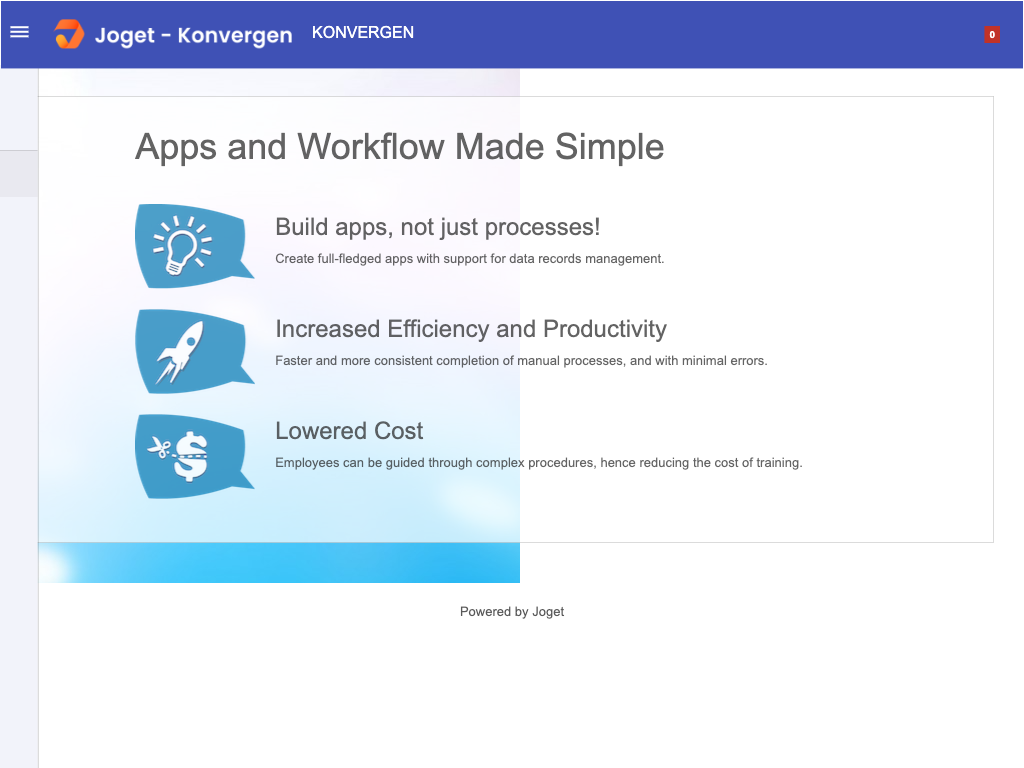 Joget - Konvergen
KONVERGEN
0
Apps and Workflow Made Simple
Build apps, not just processes!
Create full-fledged apps with support for data records management.
Increased Efficiency and Productivity
Faster and more consistent completion of manual processes, and with minimal errors.
Lowered Cost
Employees can be guided through complex procedures, hence reducing the cost of training.
Powered by Joget